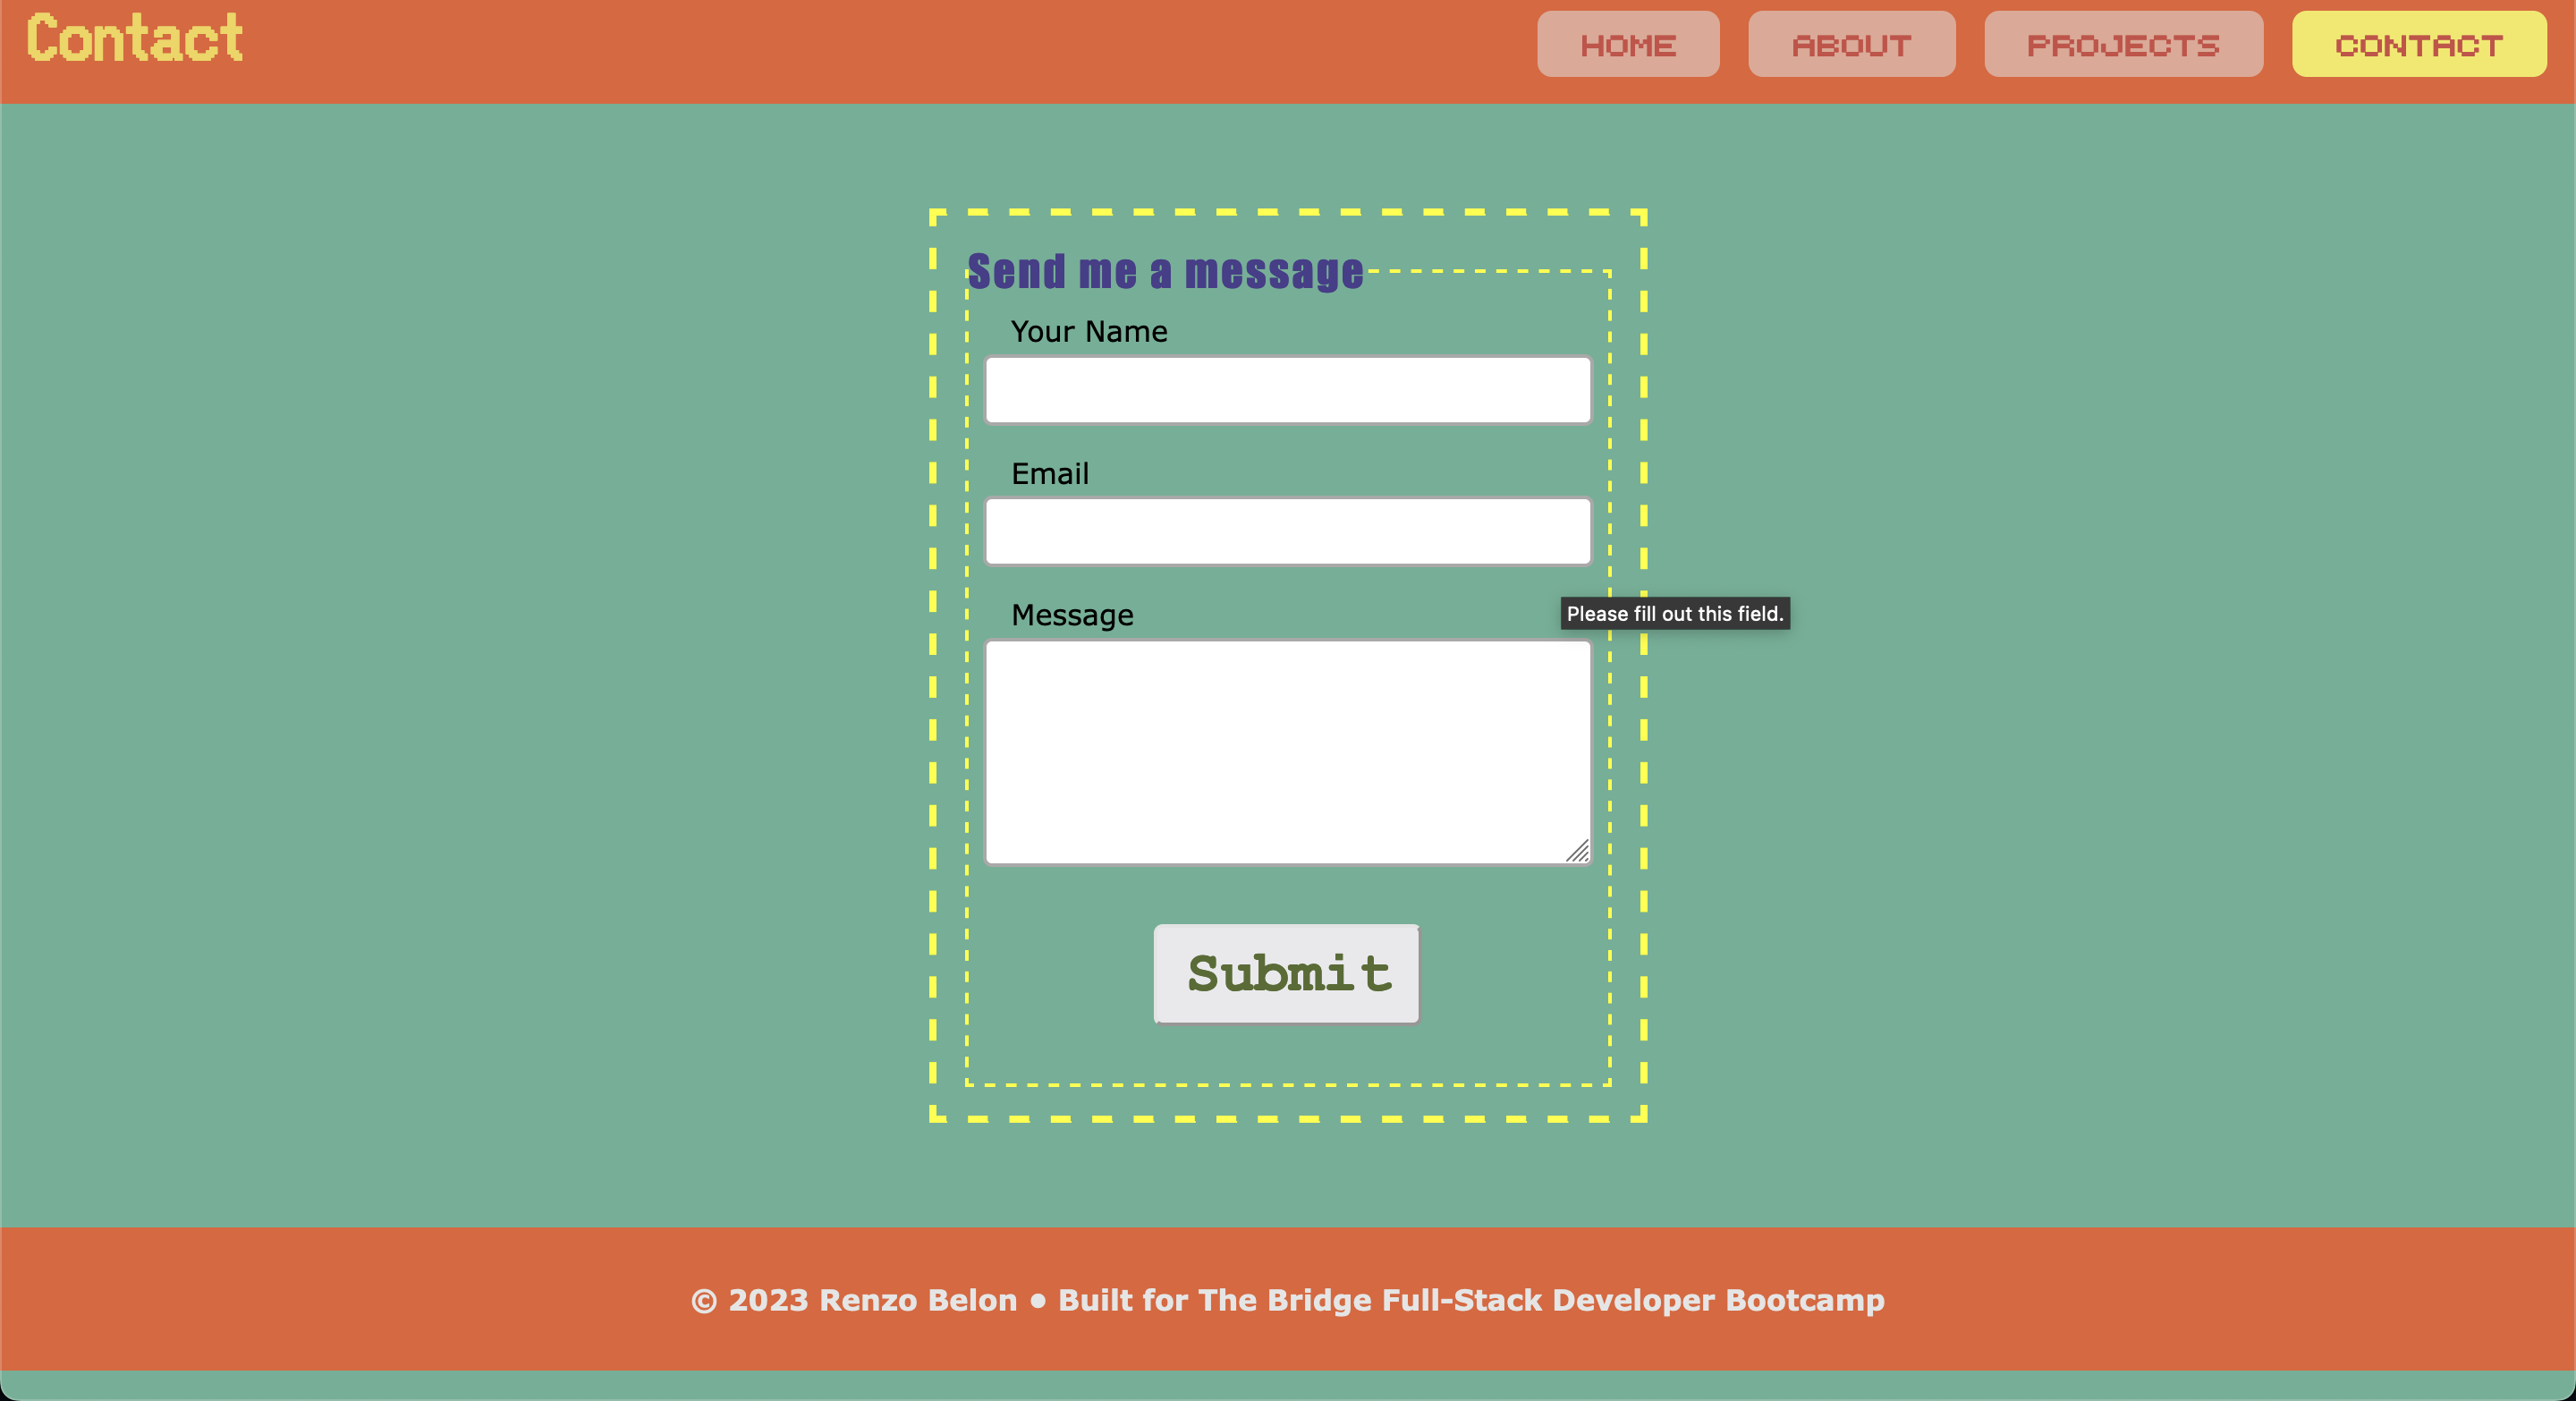 Contact
HOME ABOUT PROJECTS CONTACT
Send me a message
Your Name
Email
Please fill out this field.
Message
Submit
© 2023 Renzo Belon • Built for The Bridge Full-Stack Developer Bootcamp